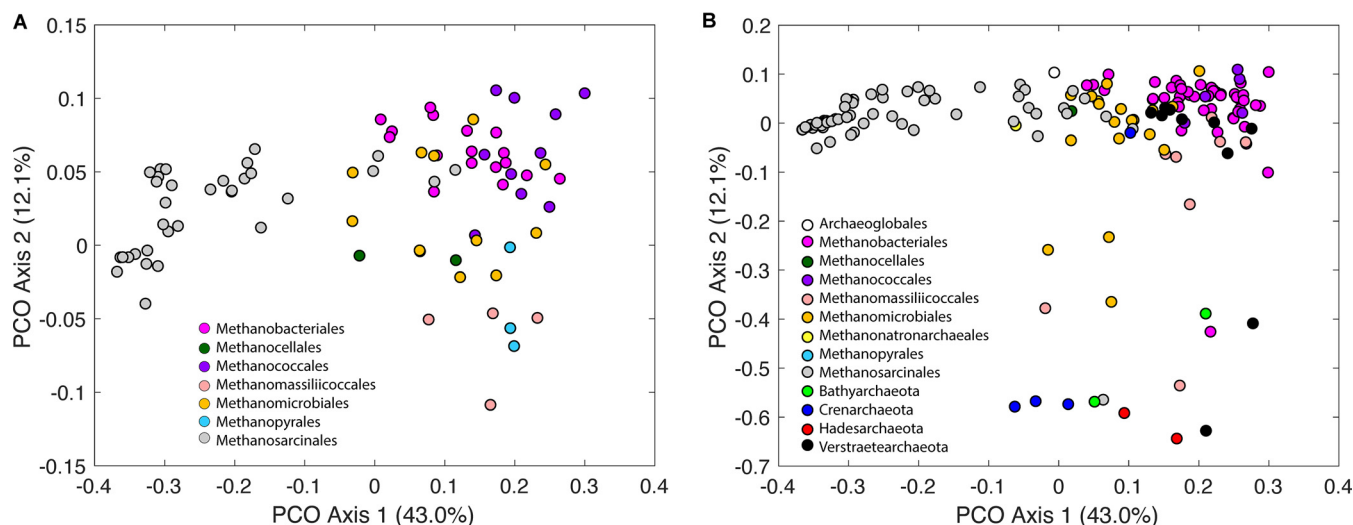 A
0.15
0.1
0.05
0
-0.05
-0.1
-0.15
PCO Axis 2 (12.1%)
Methanobacteriales
Methanocellales
Methanococcales
Methanomassiliicoccales
Methanomicrobiales
Methanopyrales
Methanosarcinales
-0.4 -0.3 -0.2 -0.1 0 0.1 0.2 0.3 0.4
PCO Axis 1 (43.0%)
B
0.2
0.1
0
-0.1
-0.2
-0.3
-0.4
-0.5
-0.6
-0.7
PCO Axis 2 (12.1%)
Archaeoglobales
Methanobacteriales
Methanocellales
Methanococcales
Methanomassiliicoccales
Methanomicrobiales
Methanonatronarchaeales
Methanopyrales
Methanosarcinales
Bathyarchaeota
Crenarchaeota
Hadesarchaeota
Verstraetearchaeota
-0.4 -0.3 -0.2 -0.1 0 0.1 0.2 0.3 0.4
PCO Axis 1 (43.0%)